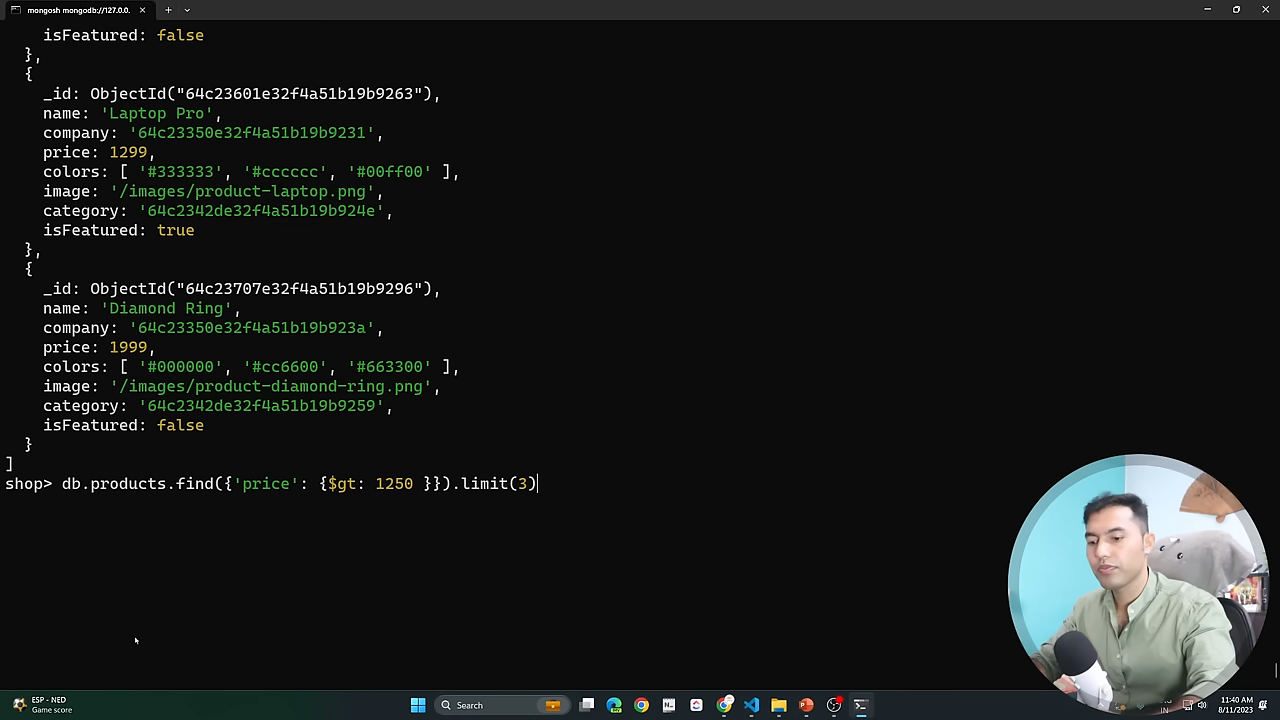 mongosh mongodb://127.0.0.
isFeatured: false
},
{
_id: ObjectId("64c23601e32f4a51b19b9263"),
name: 'Laptop Pro',
company: '64c23350e32f4a51b19b9231',
price: 1299,
colors: [ '#333333', '#cccccc', '#00ff00' ],
image: '/images/product-laptop.png',
category: '64c2342de32f4a51b19b924e',
isFeatured: true
},
{
_id: ObjectId("64c23707e32f4a51b19b9296"),
name: 'Diamond Ring',
company: '64c23350e32f4a51b19b923a',
price: 1999,
colors: [ '#000000', '#cc6600', '#663300' ],
image: '/images/product-diamond-ring.png',
category: '64c2342de32f4a51b19b9259',
isFeatured: false
}
]
shop> db.products.find({'price': {$gt: 1250 }}).limit(3)
ESP - NED
Game score
Search
IN
11:40 AM
8/11/2023